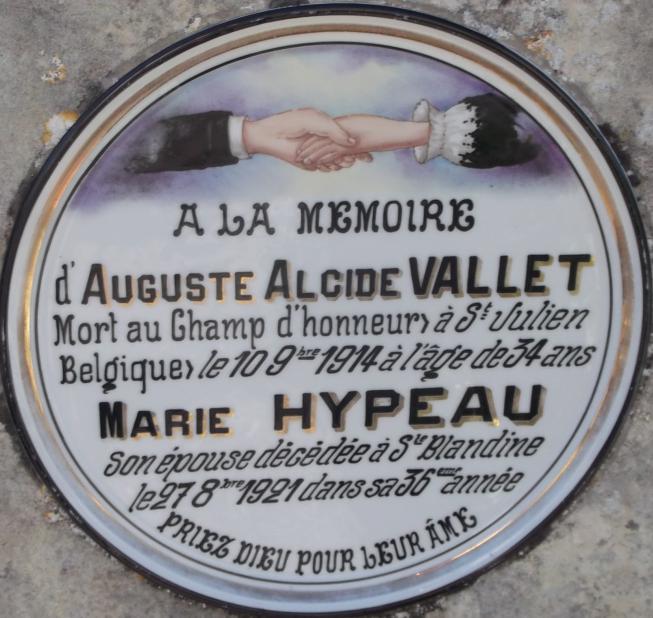 A LA MEMOIRE
d'AUGUSTE ALCIDE VALLET
Mort au Champ d'honneur, à St Julien
Belgique, le 10 9bre 1914 à l'âge de 34 ans
MARIE HYPEAU
Son épouse décédée à Ste Blandine
le 27 8bre 1921 dans sa 36eme année
PRIEZ DIEU POUR LEUR ÂME